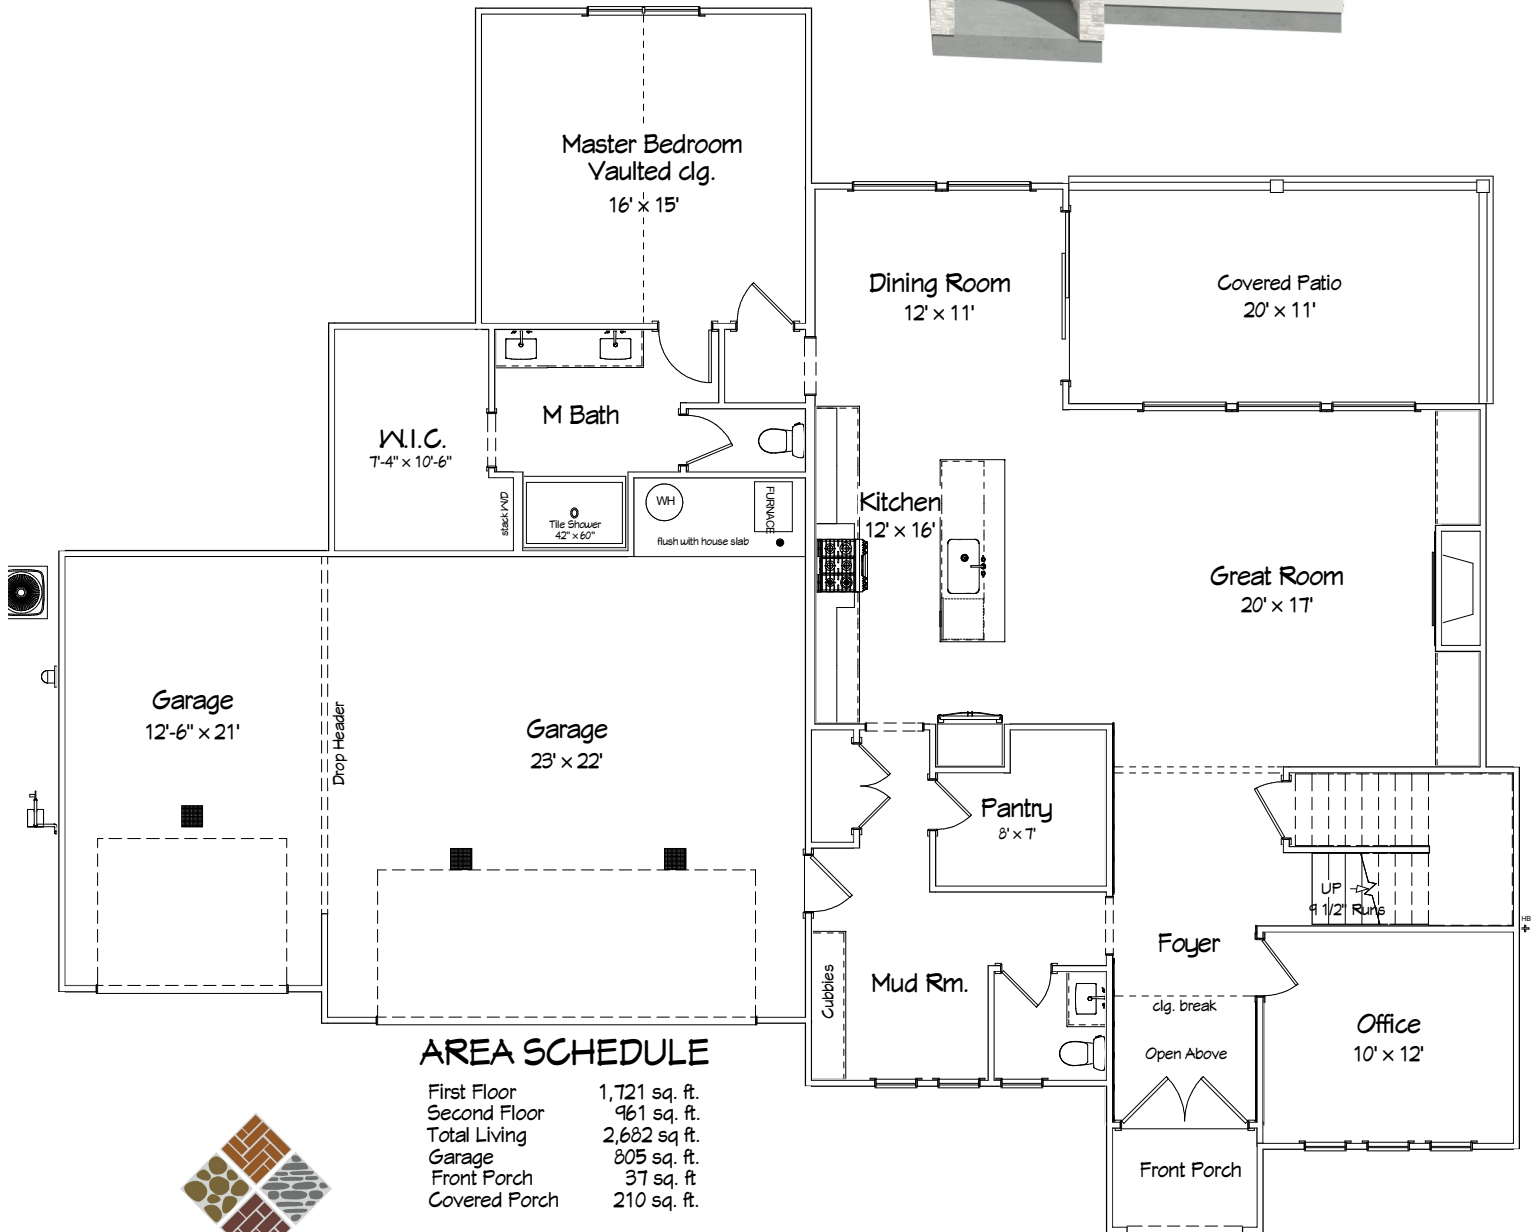 Master Bedroom
Vaulted clg.
16' x 15'
Dining Room
12' x 11'
Covered Patio
20' x 11'
M Bath
W.I.C.
7'-4" x 10'-6"
stack W/D
Tile Shower
42" x 60"
WH
FURNACE
flush with house slab
Kitchen
12' x 16'
Great Room
20' x 17'
Garage
12'-6" x 21'
Drop Header
Garage
23' x 22'
Pantry
8' x 7'
UP
9 1/2" Runs
HB
Foyer
Cubbies
Mud Rm.
clg. break
Open Above
Office
10' x 12'
Front Porch
AREA SCHEDULE
First Floor 1,721 sq. ft.
Second Floor 961 sq. ft.
Total Living 2,682 sq ft.
Garage 805 sq. ft.
Front Porch 37 sq. ft
Covered Porch 210 sq. ft.